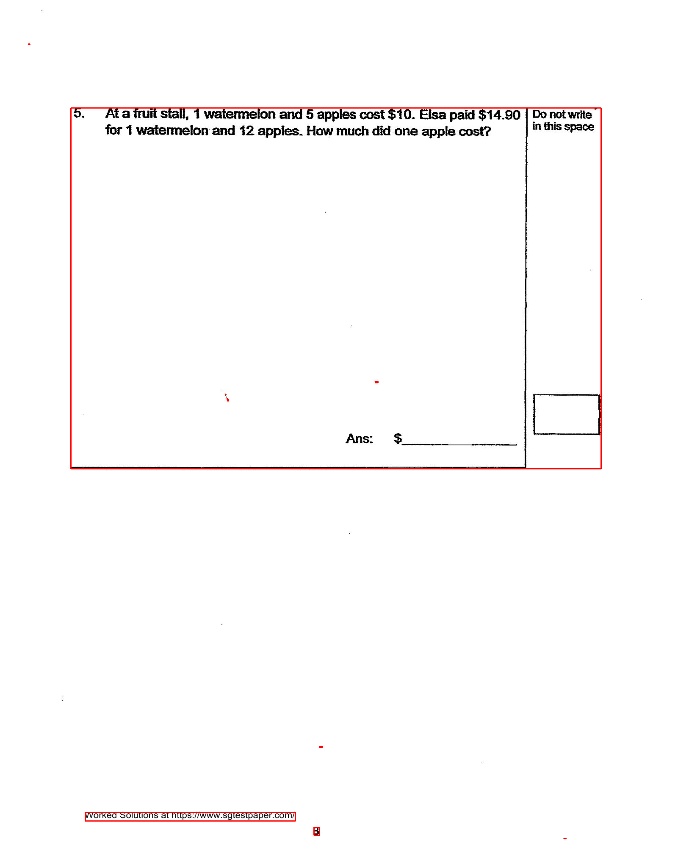 5. At a fruit stall, 1 watermelon and 5 apples cost $10. Elsa paid $14.90
for 1 watermelon and 12 apples. How much did one apple cost?
Do not write
in this space
Ans: $
Worked Solutions at https://www.sgtestpaper.com/